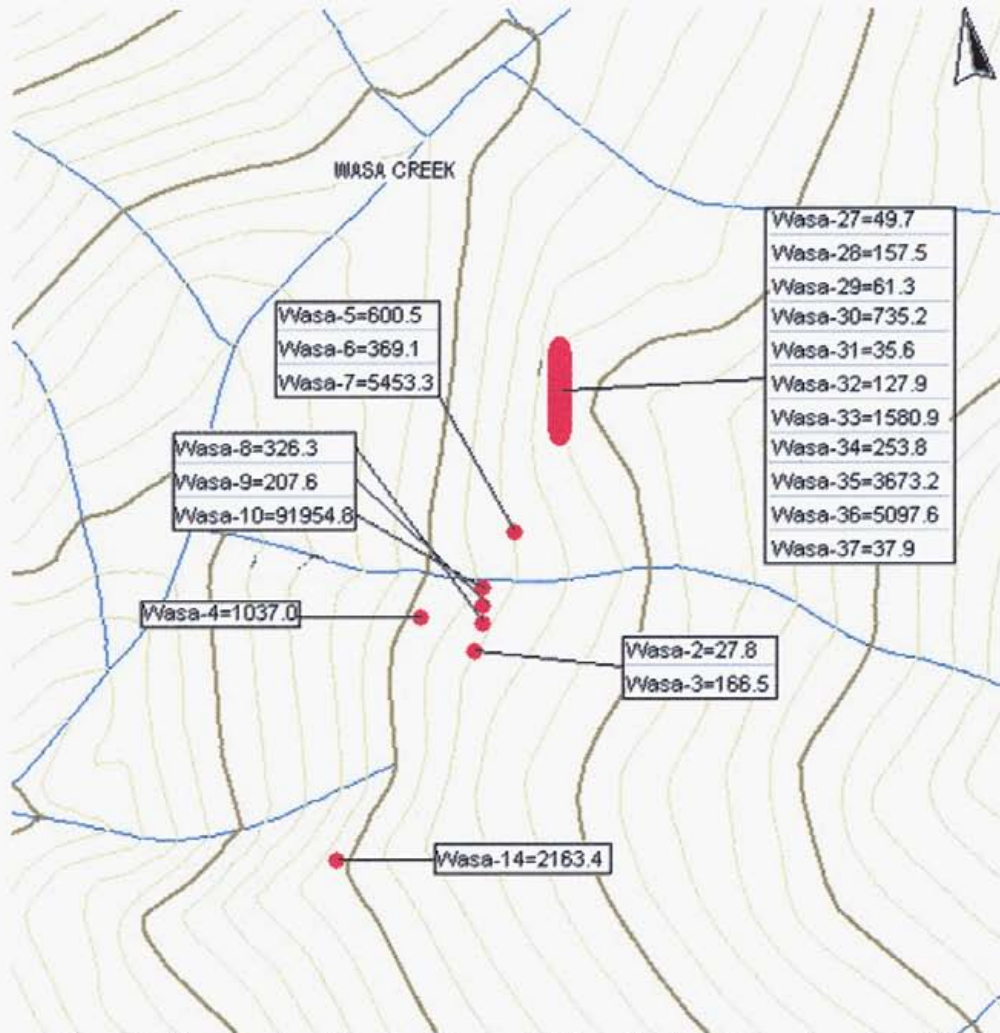 WASA CREEK
Wasa-27=49.7
Wasa-28=157.5
Wasa-29=61.3
Wasa-30=735.2
Wasa-31=35.6
Wasa-32=127.9
Wasa-33=1580.9
Wasa-34=253.8
Wasa-35=3673.2
Wasa-36=5097.6
Wasa-37=37.9
Wasa-5=600.5
Wasa-6=369.1
Wasa-7=5453.3
Wasa-8=326.3
Wasa-9=207.6
Wasa-10=91954.8
Wasa-4=1037.0
Wasa-2=27.8
Wasa-3=166.5
Wasa-14=2163.4